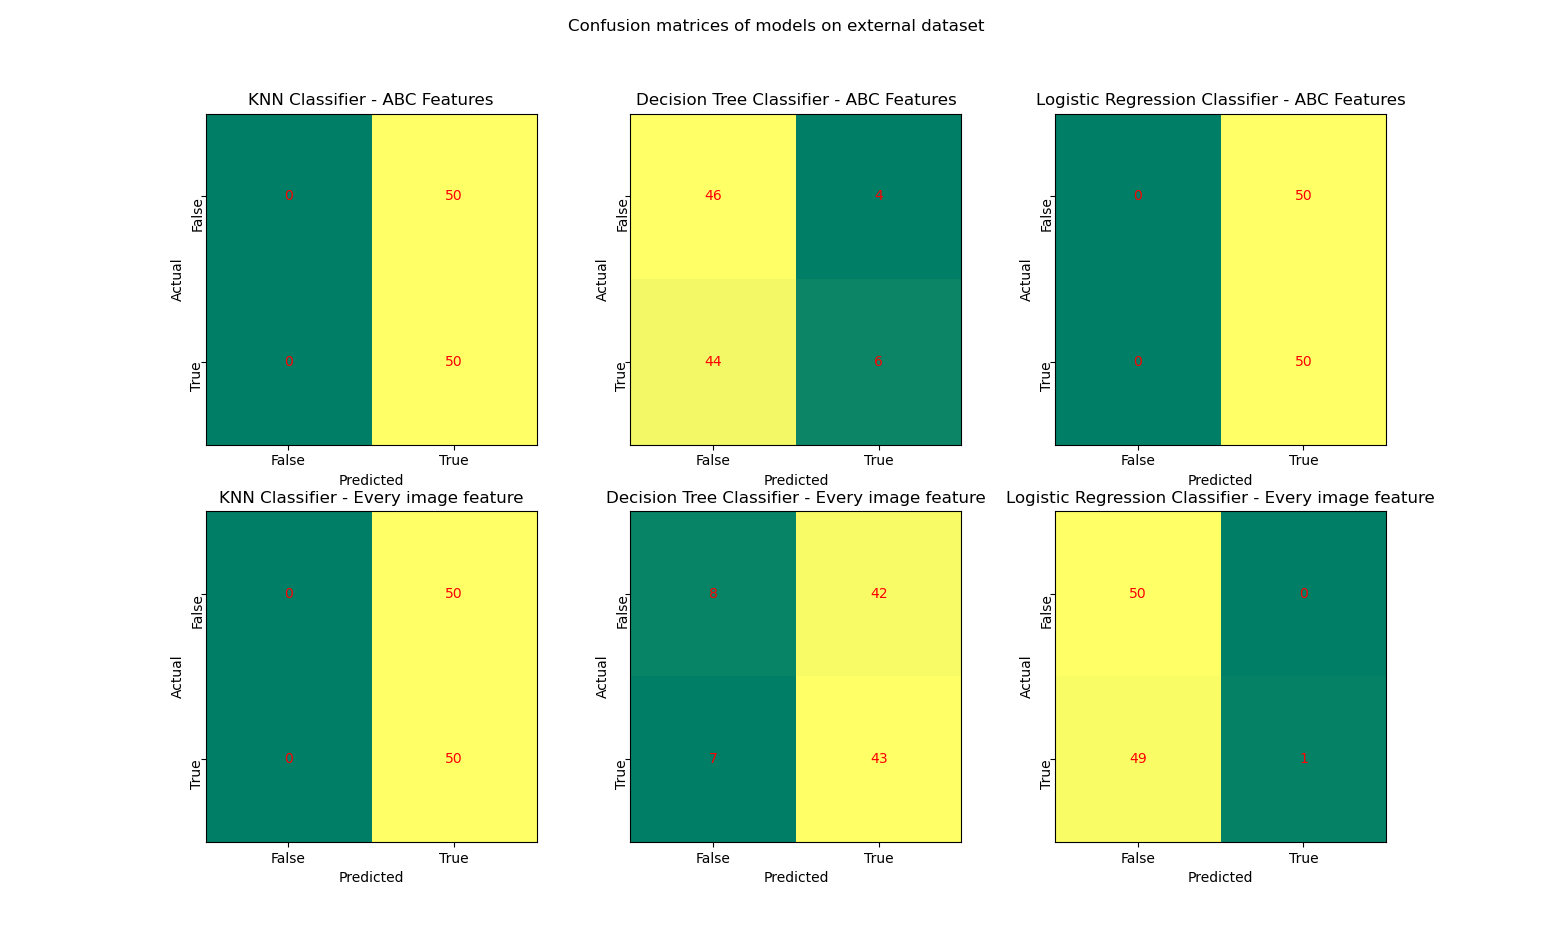 Confusion matrices of models on external dataset
KNN Classifier - ABC Features
Actual
False
True
0
50
0
50
False
True
Predicted
Decision Tree Classifier - ABC Features
Actual
False
True
46
4
44
6
False
True
Predicted
Logistic Regression Classifier - ABC Features
Actual
False
True
0
50
0
50
False
True
Predicted
KNN Classifier - Every image feature
Actual
False
True
0
50
0
50
False
True
Predicted
Decision Tree Classifier - Every image feature
Actual
False
True
8
42
7
43
False
True
Predicted
Logistic Regression Classifier - Every image feature
Actual
False
True
50
0
49
1
False
True
Predicted